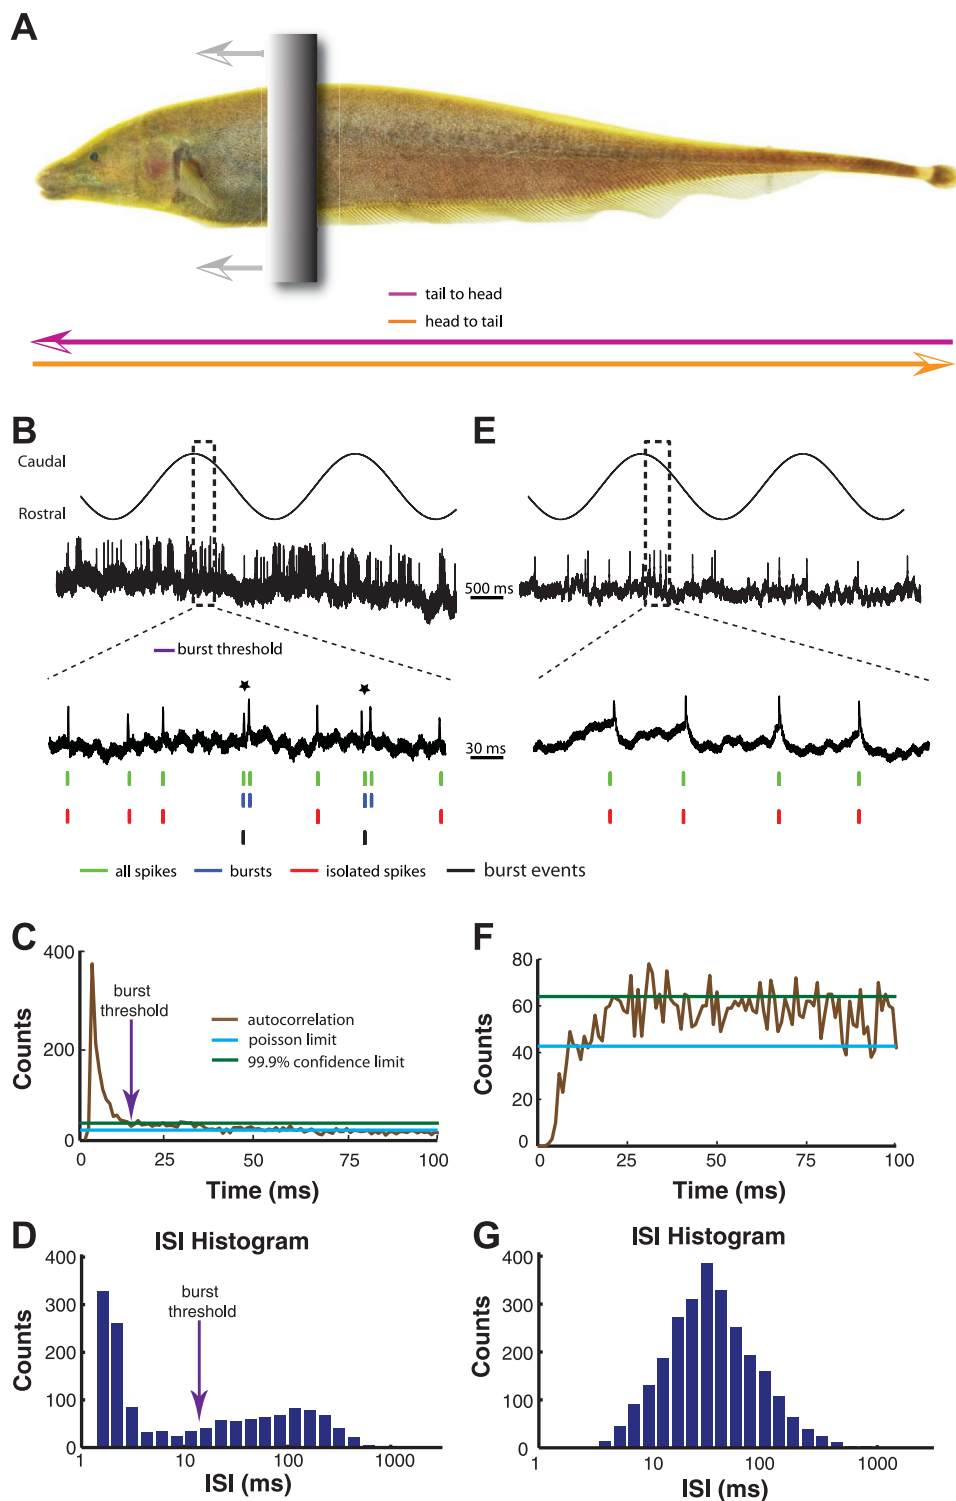 A
tail to head
head to tail
B
E
Caudal
Rostral
500 ms
burst threshold
30 ms
all spikes
bursts
isolated spikes
burst events
C
400
200
0
Counts
burst
threshold
autocorrelation
poisson limit
99.9% confidence limit
0
25
50
75
100
Time (ms)
F
80
60
40
20
0
Counts
0
25
50
75
100
Time (ms)
D
ISI Histogram
400
300
200
100
0
Counts
burst
threshold
1
10
100
1000
ISI (ms)
G
ISI Histogram
400
300
200
100
0
Counts
1
10
100
1000
ISI (ms)